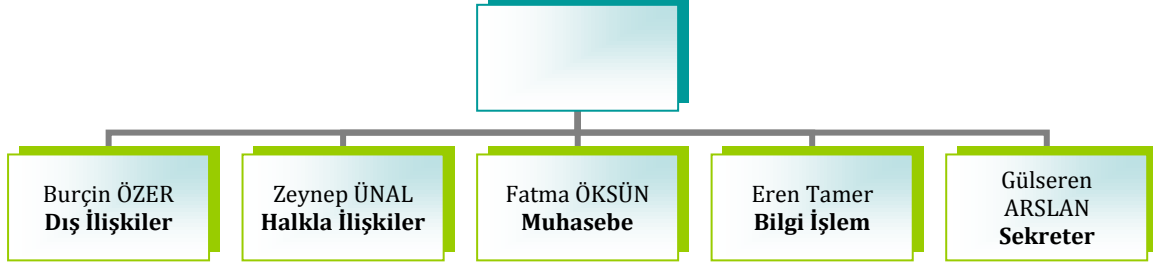 Burçin ÖZER
Dış İlişkiler
Zeynep ÜNAL
Halkla İlişkiler
Fatma ÖKSÜN
Muhasebe
Eren Tamer
Bilgi İşlem
Gülseren
ARSLAN
Sekreter